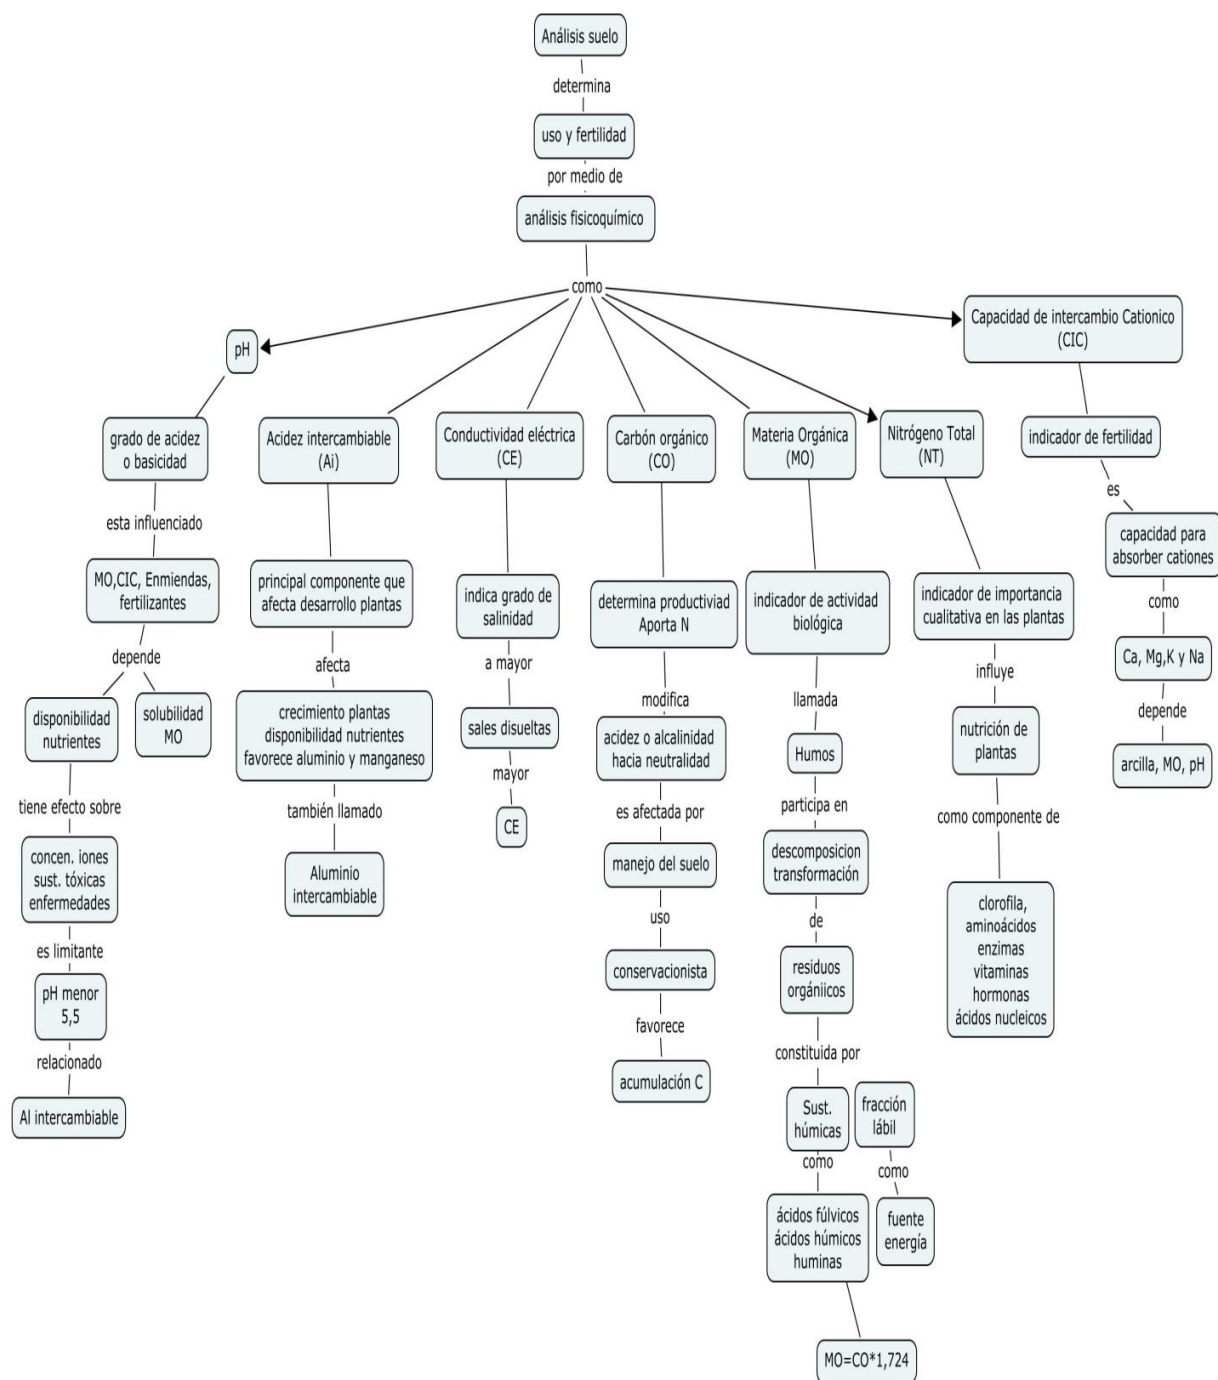 Análisis suelo
determina
uso y fertilidad
por medio de
análisis fisicoquímico
como
pH
grado de acidez
o basicidad
esta influenciado
MO,CIC, Enmiendas,
fertilizantes
depende
disponibilidad
nutrientes
solubilidad
MO
tiene efecto sobre
concen. iones
sust. tóxicas
enfermedades
es limitante
pH menor
5,5
relacionado
Al intercambiable
Acidez intercambiable
(Ai)
principal componente que
afecta desarrollo plantas
afecta
crecimiento plantas
disponibilidad nutrientes
favorece aluminio y manganeso
también llamado
Aluminio
intercambiable
Conductividad eléctrica
(CE)
indica grado de
salinidad
a mayor
sales disueltas
mayor
CE
Carbón orgánico
(CO)
determina productiviad
Aporta N
modifica
acidez o alcalinidad
hacia neutralidad
es afectada por
manejo del suelo
uso
conservacionista
favorece
acumulación C
Materia Orgánica
(MO)
indicador de actividad
biológica
llamada
Humos
participa en
descomposicion
transformación
de
residuos
orgániicos
constituida por
Sust.
húmicas
como
ácidos fúlvicos
ácidos húmicos
huminas
MO=CO*1,724
fracción
lábil
como
fuente
energía
Nitrógeno Total
(NT)
indicador de importancia
cualitativa en las plantas
influye
nutrición de
plantas
como componente de
clorofila,
aminoácidos
enzimas
vitaminas
hormonas
ácidos nucleicos
Capacidad de intercambio Cationico
(CIC)
indicador de fertilidad
es
capacidad para
absorber cationes
como
Ca, Mg,K y Na
depende
arcilla, MO, pH